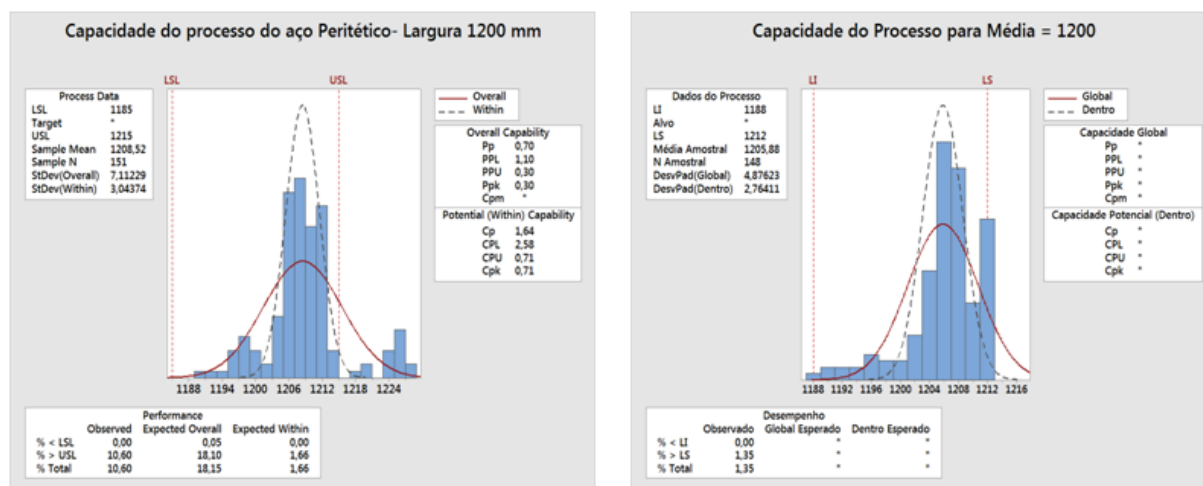 Capacidade do processo do aço Peritético- Largura 1200 mm
LSL USL
Process Data
LSL 1185
Target *
USL 1215
Sample Mean 1208,52
Sample N 151
StDev(Overall) 7,11229
StDev(Within) 3,04374
Overall
Within
Overall Capability
Pp 0,70
PPL 1,10
PPU 0,30
Ppk 0,30
Cpm *
Potential (Within) Capability
Cp 1,64
CPL 2,58
CPU 0,71
Cpk 0,71
1188 1194 1200 1206 1212 1218 1224
Performance
Observed Expected Overall Expected Within
% < LSL 0,00 0,05 0,00
% > USL 10,60 18,10 1,66
% Total 10,60 18,15 1,66
Capacidade do Processo para Média = 1200
LI LS
Dados do Processo
LI 1188
Alvo *
LS 1212
Média Amostral 1205,88
N Amostral 148
DesvPad(Global) 4,87623
DesvPad(Dentro) 2,76411
Global
Dentro
Capacidade Global
Pp *
PPL *
PPU *
Ppk *
Cpm *
Capacidade Potencial (Dentro)
Cp *
CPL *
CPU *
Cpk *
1188 1192 1196 1200 1204 1208 1212 1216
Desempenho
Observado Global Esperado Dentro Esperado
% < LI 0,00 * *
% > LS 1,35 * *
% Total 1,35 * *